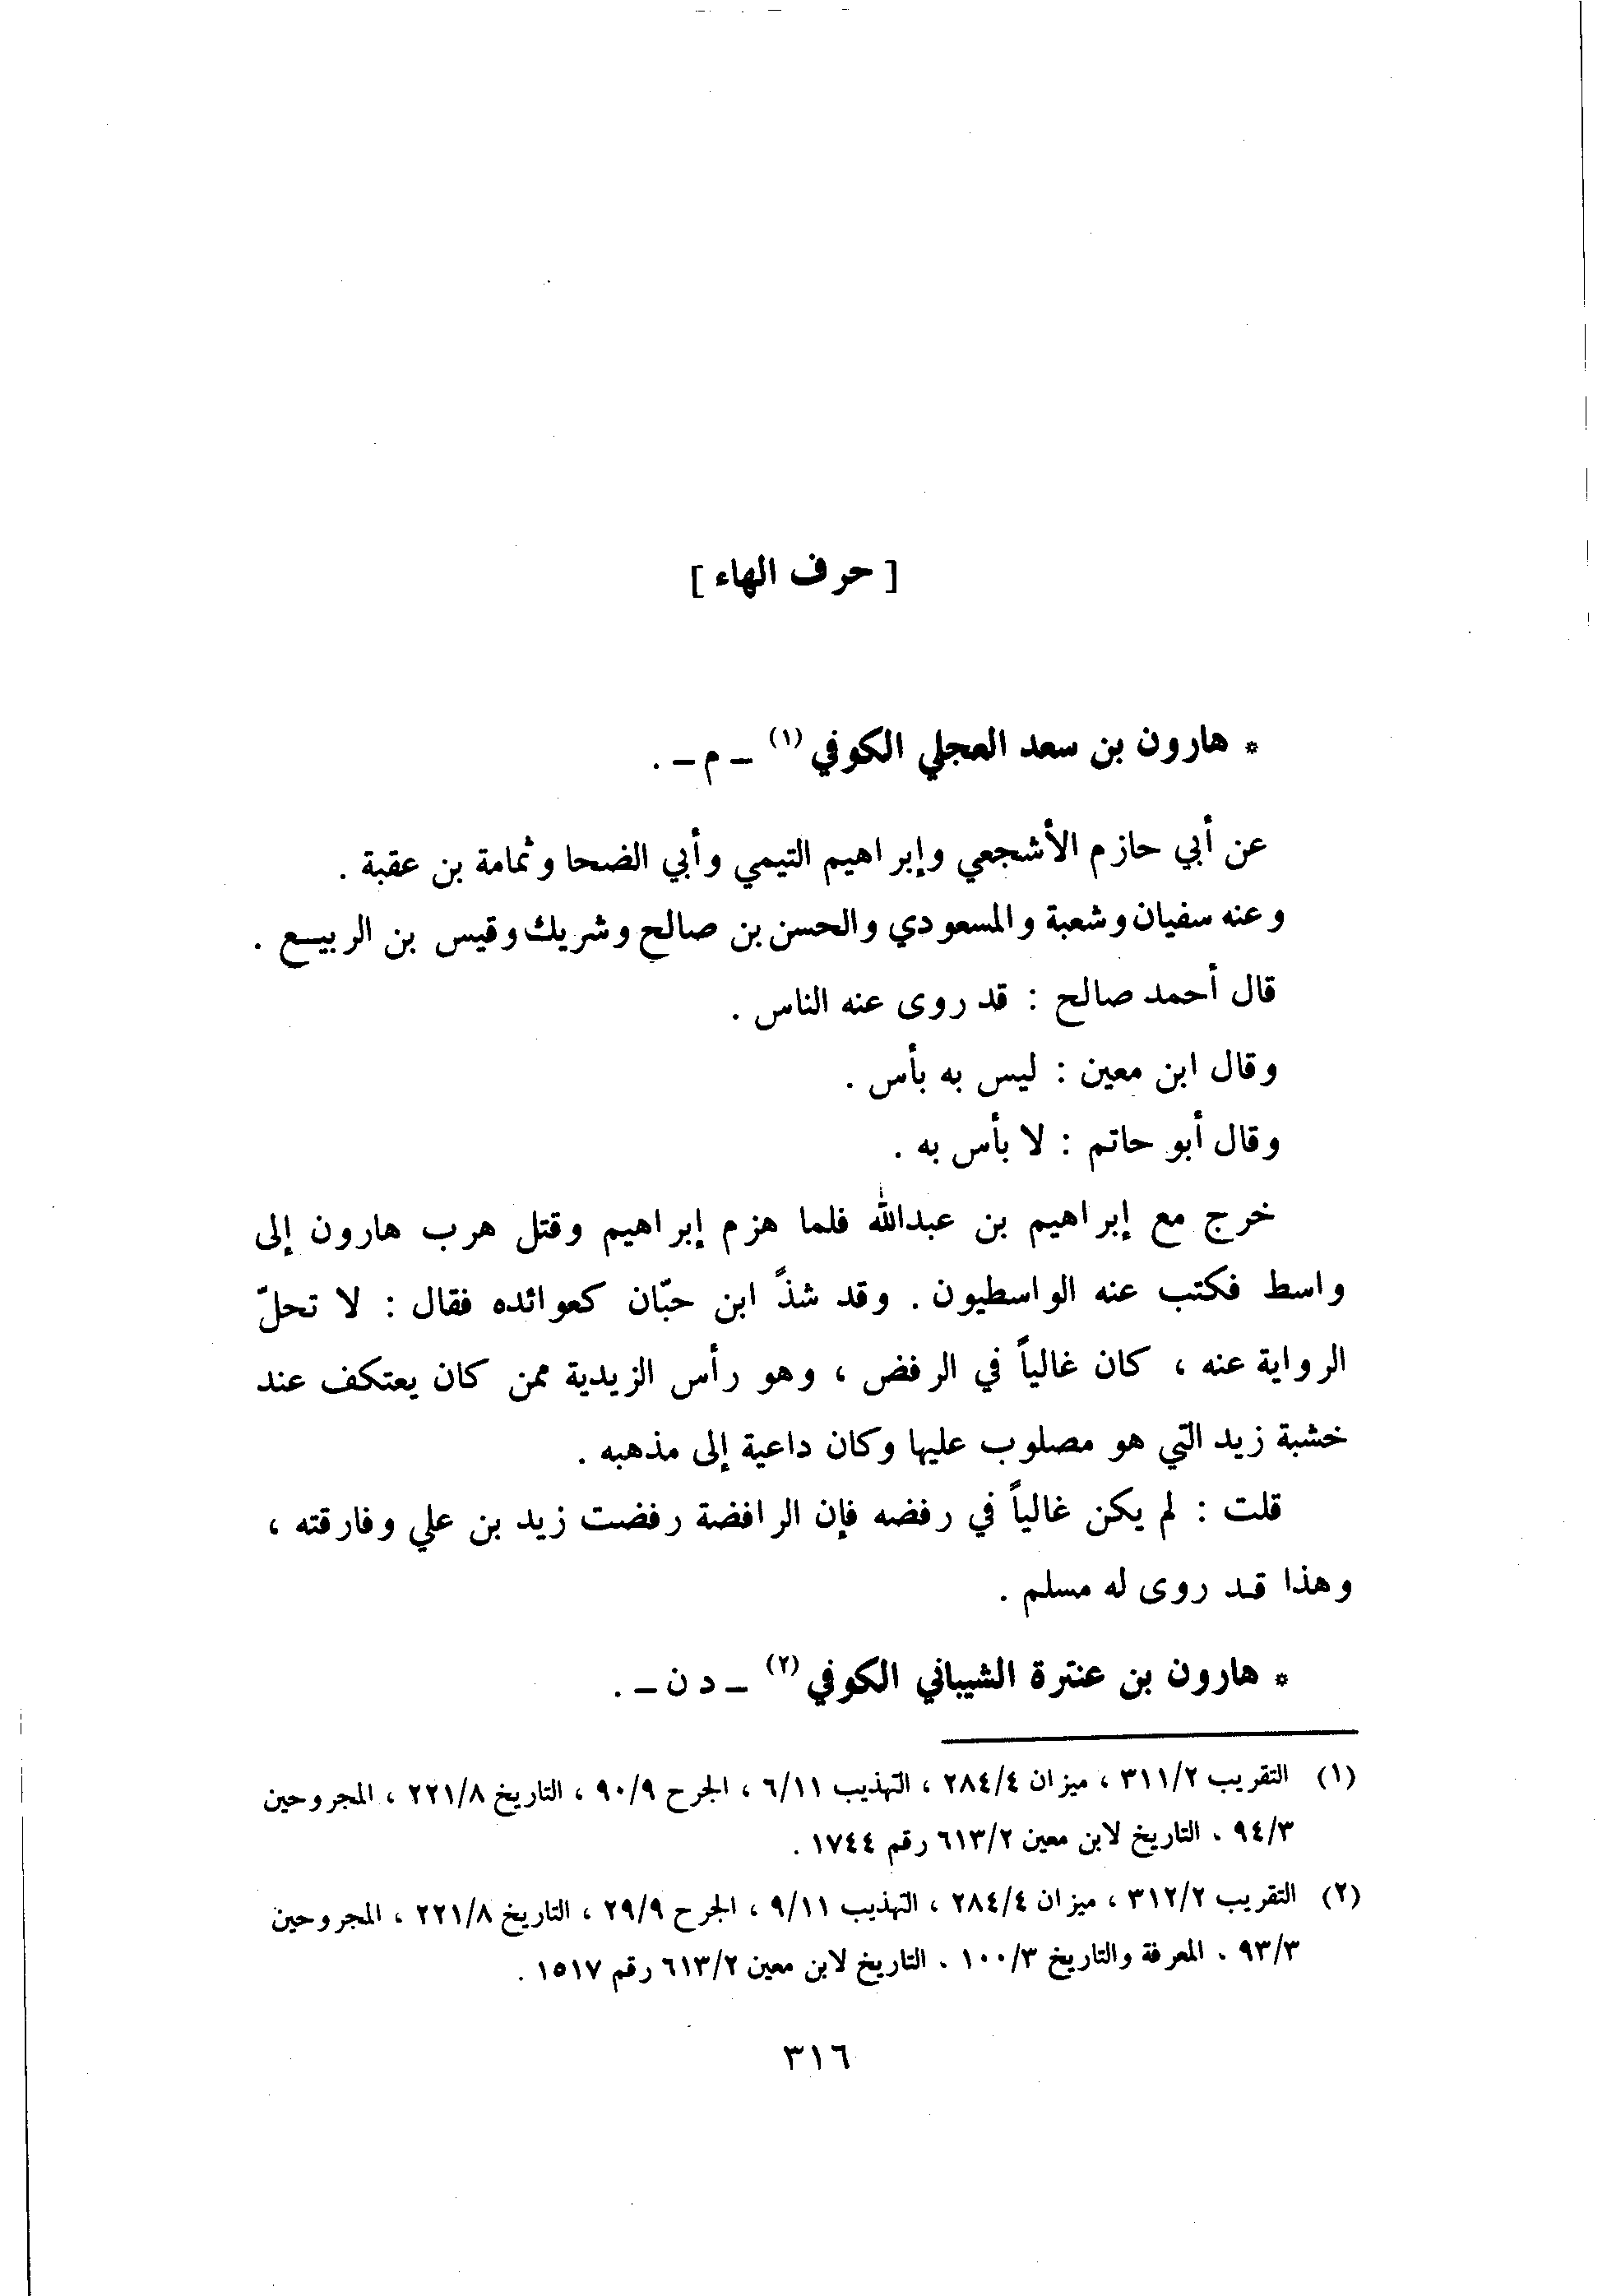 [ حرف الهاء ]
* هارون بن سعد العجلي الكوفي (١) ــ م ــ .
عن أبي حازم الأشجعي وإبراهيم التيمي وأبي الضحا وثمامة بن عقبة .
وعنه سفيان وشعبة والمسعودي والحسن بن صالح وشريك وقيس بن الربيع .
قال أحمد صالح : قد روى عنه الناس .
وقال ابن معين : ليس به بأس .
وقال أبو حاتم : لا بأس به .
خرج مع إبراهيم بن عبدالله فلما هزم إبراهيم وقتل هرب هارون إلى
واسط فكتب عنه الواسطيون . وقد شذّ ابن حبّان كعوائده فقال : لا تحلّ
الرواية عنه ، كان غالياً في الرفض ، وهو رأس الزيدية ممن كان يعتكف عند
خشبة زيد التي هو مصلوب عليها وكان داعية إلى مذهبه .
قلت : لم يكن غالياً في رفضه فإن الرافضة رفضت زيد بن علي وفارقته ،
وهذا قد روى له مسلم .
* هارون بن عنترة الشيباني الكوفي (٢) ــ د ن ــ .
(١) التقريب ٣١١/٢ ، ميزان ٢٨٤/٤ ، التهذيب ٦/١١ ، الجرح ٩٠/٩ ، التاريخ ٢٢١/٨ ، المجروحين
٩٤/٣ . التاريخ لابن معين ٦١٣/٢ رقم ١٧٤٤ .
(٢) التقريب ٣١٢/٢ ، ميزان ٢٨٤/٤ ، التهذيب ٩/١١ ، الجرح ٢٩/٩ ، التاريخ ٢٢١/٨ ، المجروحين
٩٣/٣ . المعرفة والتاريخ ١٠٠/٣ . التاريخ لابن معين ٦١٣/٢ رقم ١٥١٧ .
٣١٦